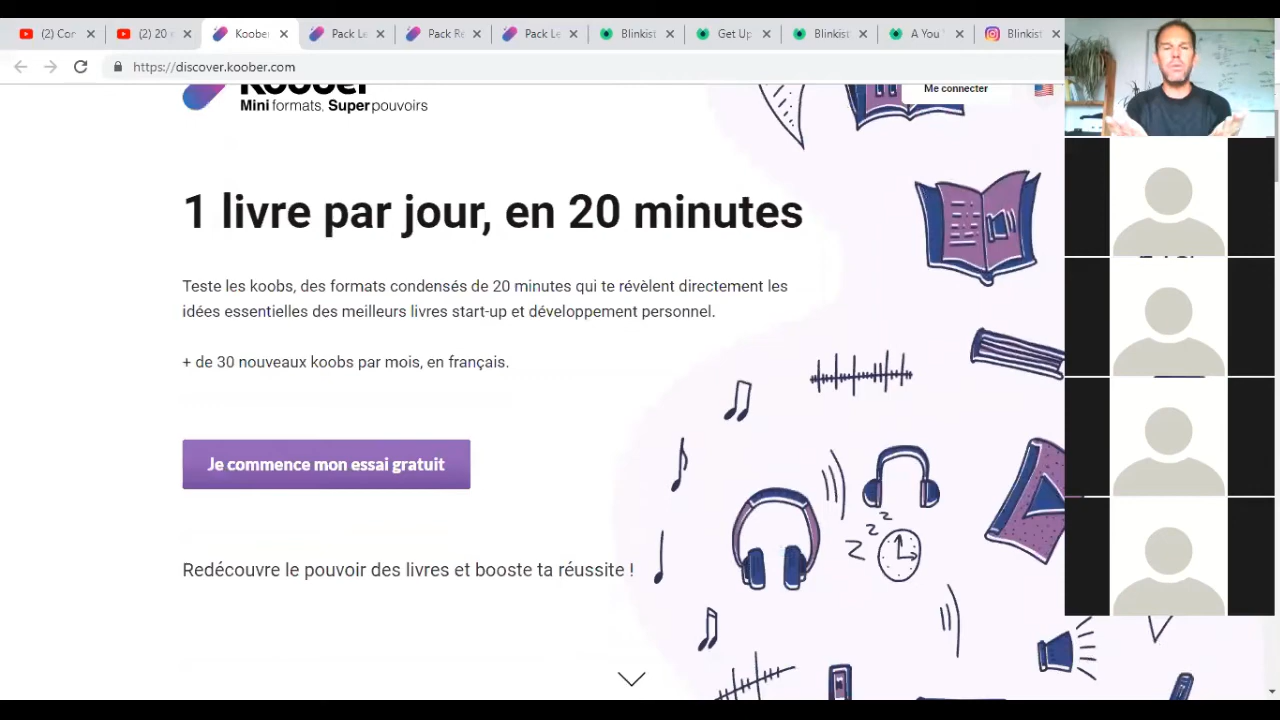 (2) Cor
(2) 20
Koober
Pack Le
Pack Re
Pack Le
Blinkist
Get Up
Blinkist
A You
Blinkist
https://discover.koober.com
Koober
Mini formats, Super pouvoirs
Me connecter
1 livre par jour, en 20 minutes
Teste les koobs, des formats condensés de 20 minutes qui te révèlent directement les
idées essentielles des meilleurs livres start-up et développement personnel.
+ de 30 nouveaux koobs par mois, en français.
Je commence mon essai gratuit
z z z
Redécouvre le pouvoir des livres et booste ta réussite !